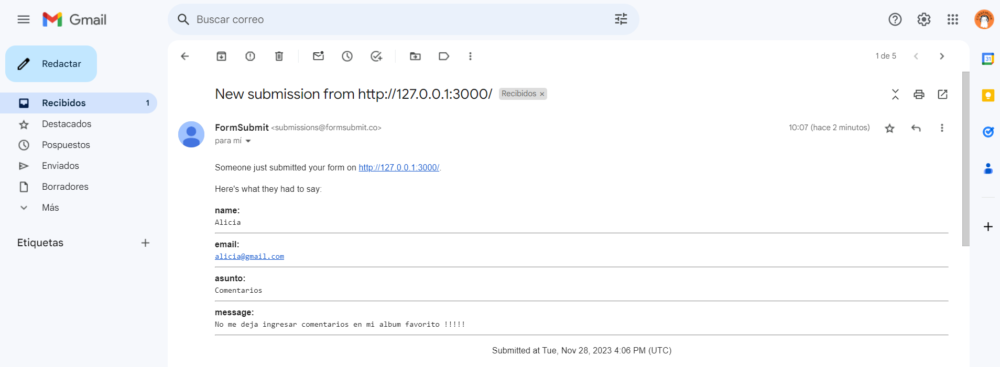 Gmail
Buscar correo
Redactar
1 de 5
Recibidos 1
Destacados
Pospuestos
Enviados
Borradores
Más
Etiquetas
New submission from http://127.0.0.1:3000/ Recibidos ×
FormSubmit <submissions@formsubmit.co> 10:07 (hace 2 minutos)
para mí
Someone just submitted your form on http://127.0.0.1:3000/.
Here's what they had to say:
name:
Alicia
email:
alicia@gmail.com
asunto:
Comentarios
message:
No me deja ingresar comentarios en mi album favorito !!!!!
Submitted at Tue, Nov 28, 2023 4:06 PM (UTC)
31